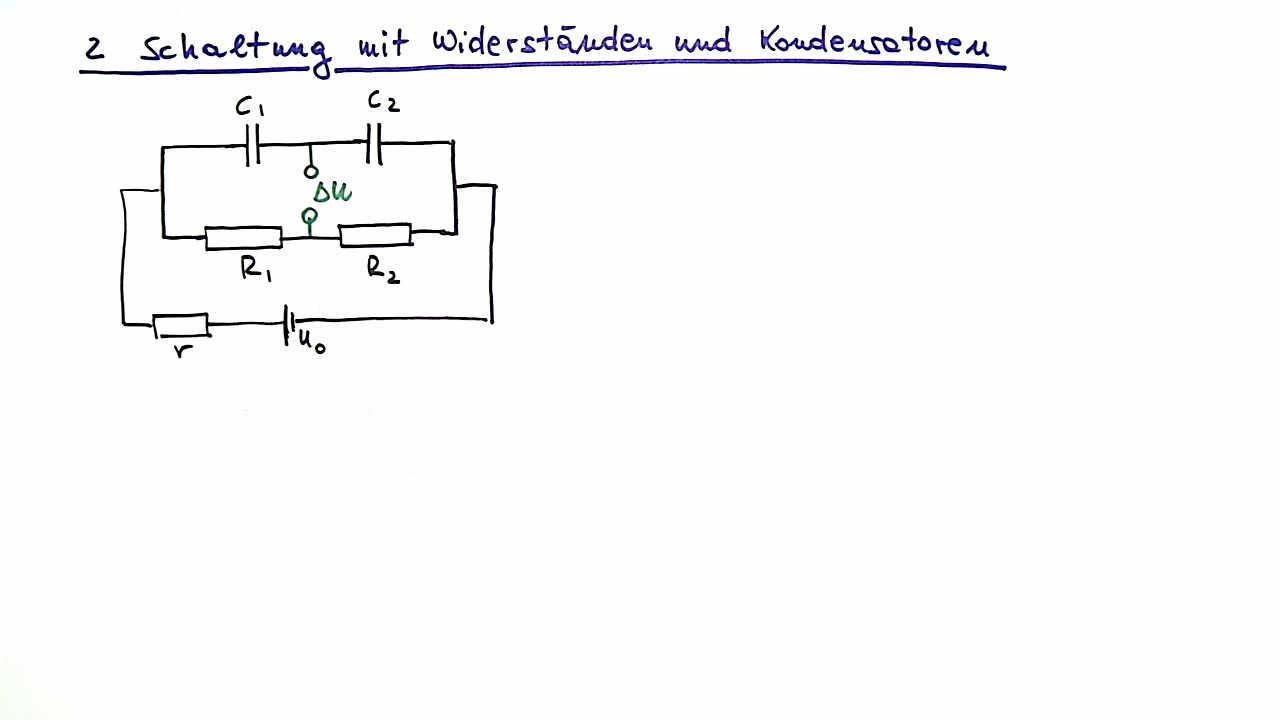 2 Schaltung mit Widerständen und Kondensatoren
C1 C2
ΔU
R1 R2
r U0